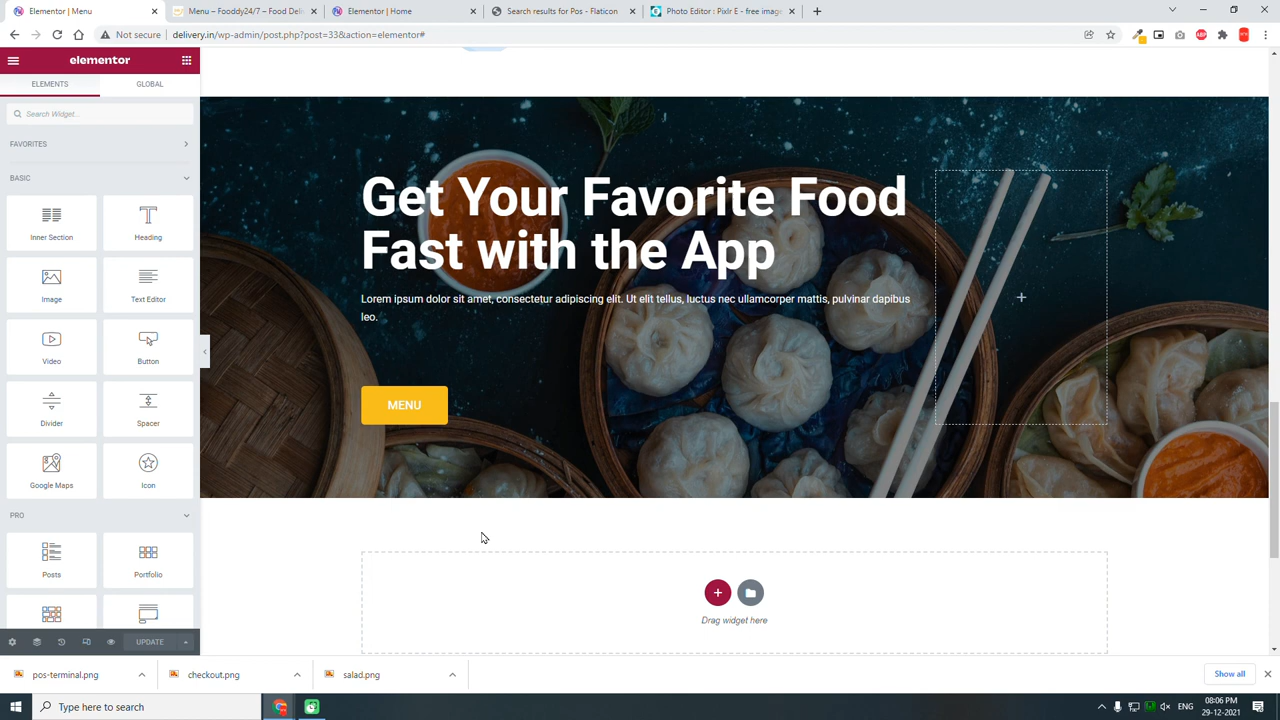 Elementor | Menu
Menu – Fooddy24/7 – Food Deli
Elementor | Home
Search results for Pos - Flaticon
Photo Editor : Pixlr E - free image
Not secure | delivery.in/wp-admin/post.php?post=33&action=elementor#
elementor
ELEMENTS
GLOBAL
Search Widget...
FAVORITES
BASIC
Inner Section
Heading
Image
Text Editor
Video
Button
Divider
Spacer
Google Maps
Icon
PRO
Posts
Portfolio
UPDATE
Get Your Favorite Food
Fast with the App
Lorem ipsum dolor sit amet, consectetur adipiscing elit. Ut elit tellus, luctus nec ullamcorper mattis, pulvinar dapibus
leo.
MENU
Drag widget here
pos-terminal.png
checkout.png
salad.png
Show all
Type here to search
ENG
08:06 PM
29-12-2021